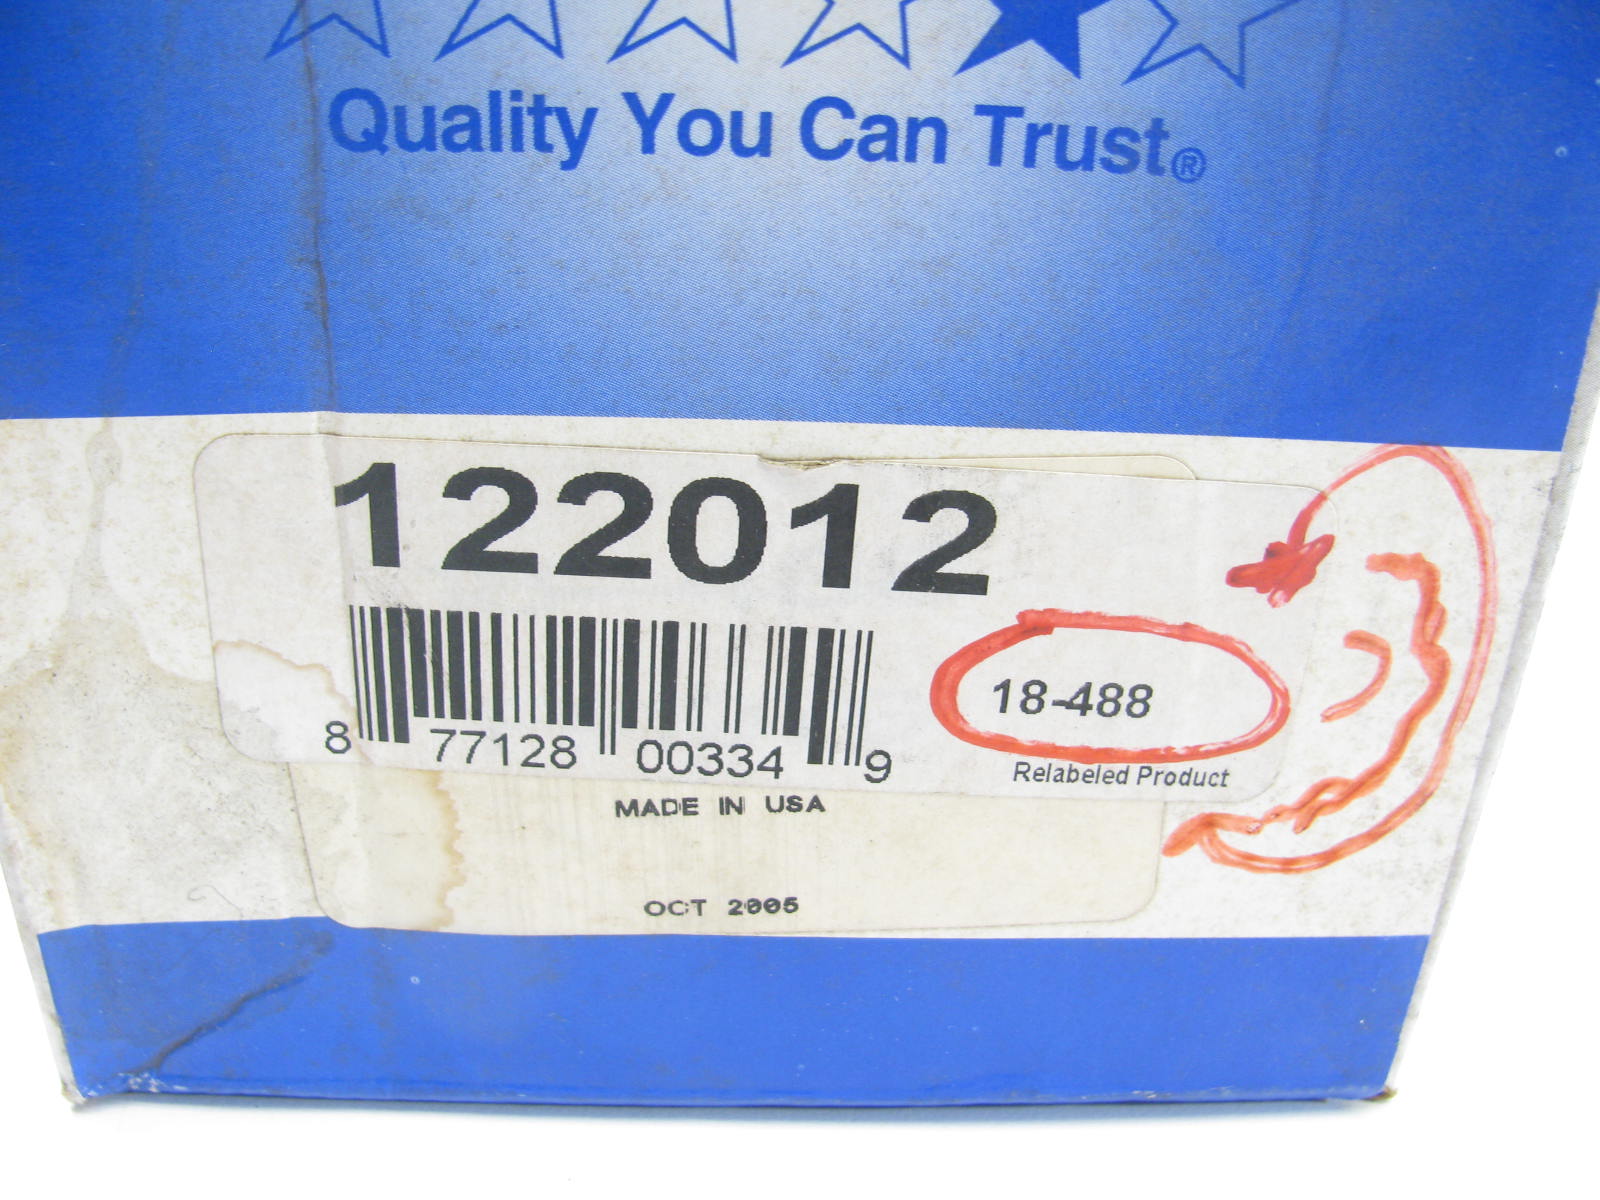 Quality You Can Trust®
122012
8 77128 00334 9
18-488
Relabeled Product
MADE IN USA
OCT 2005